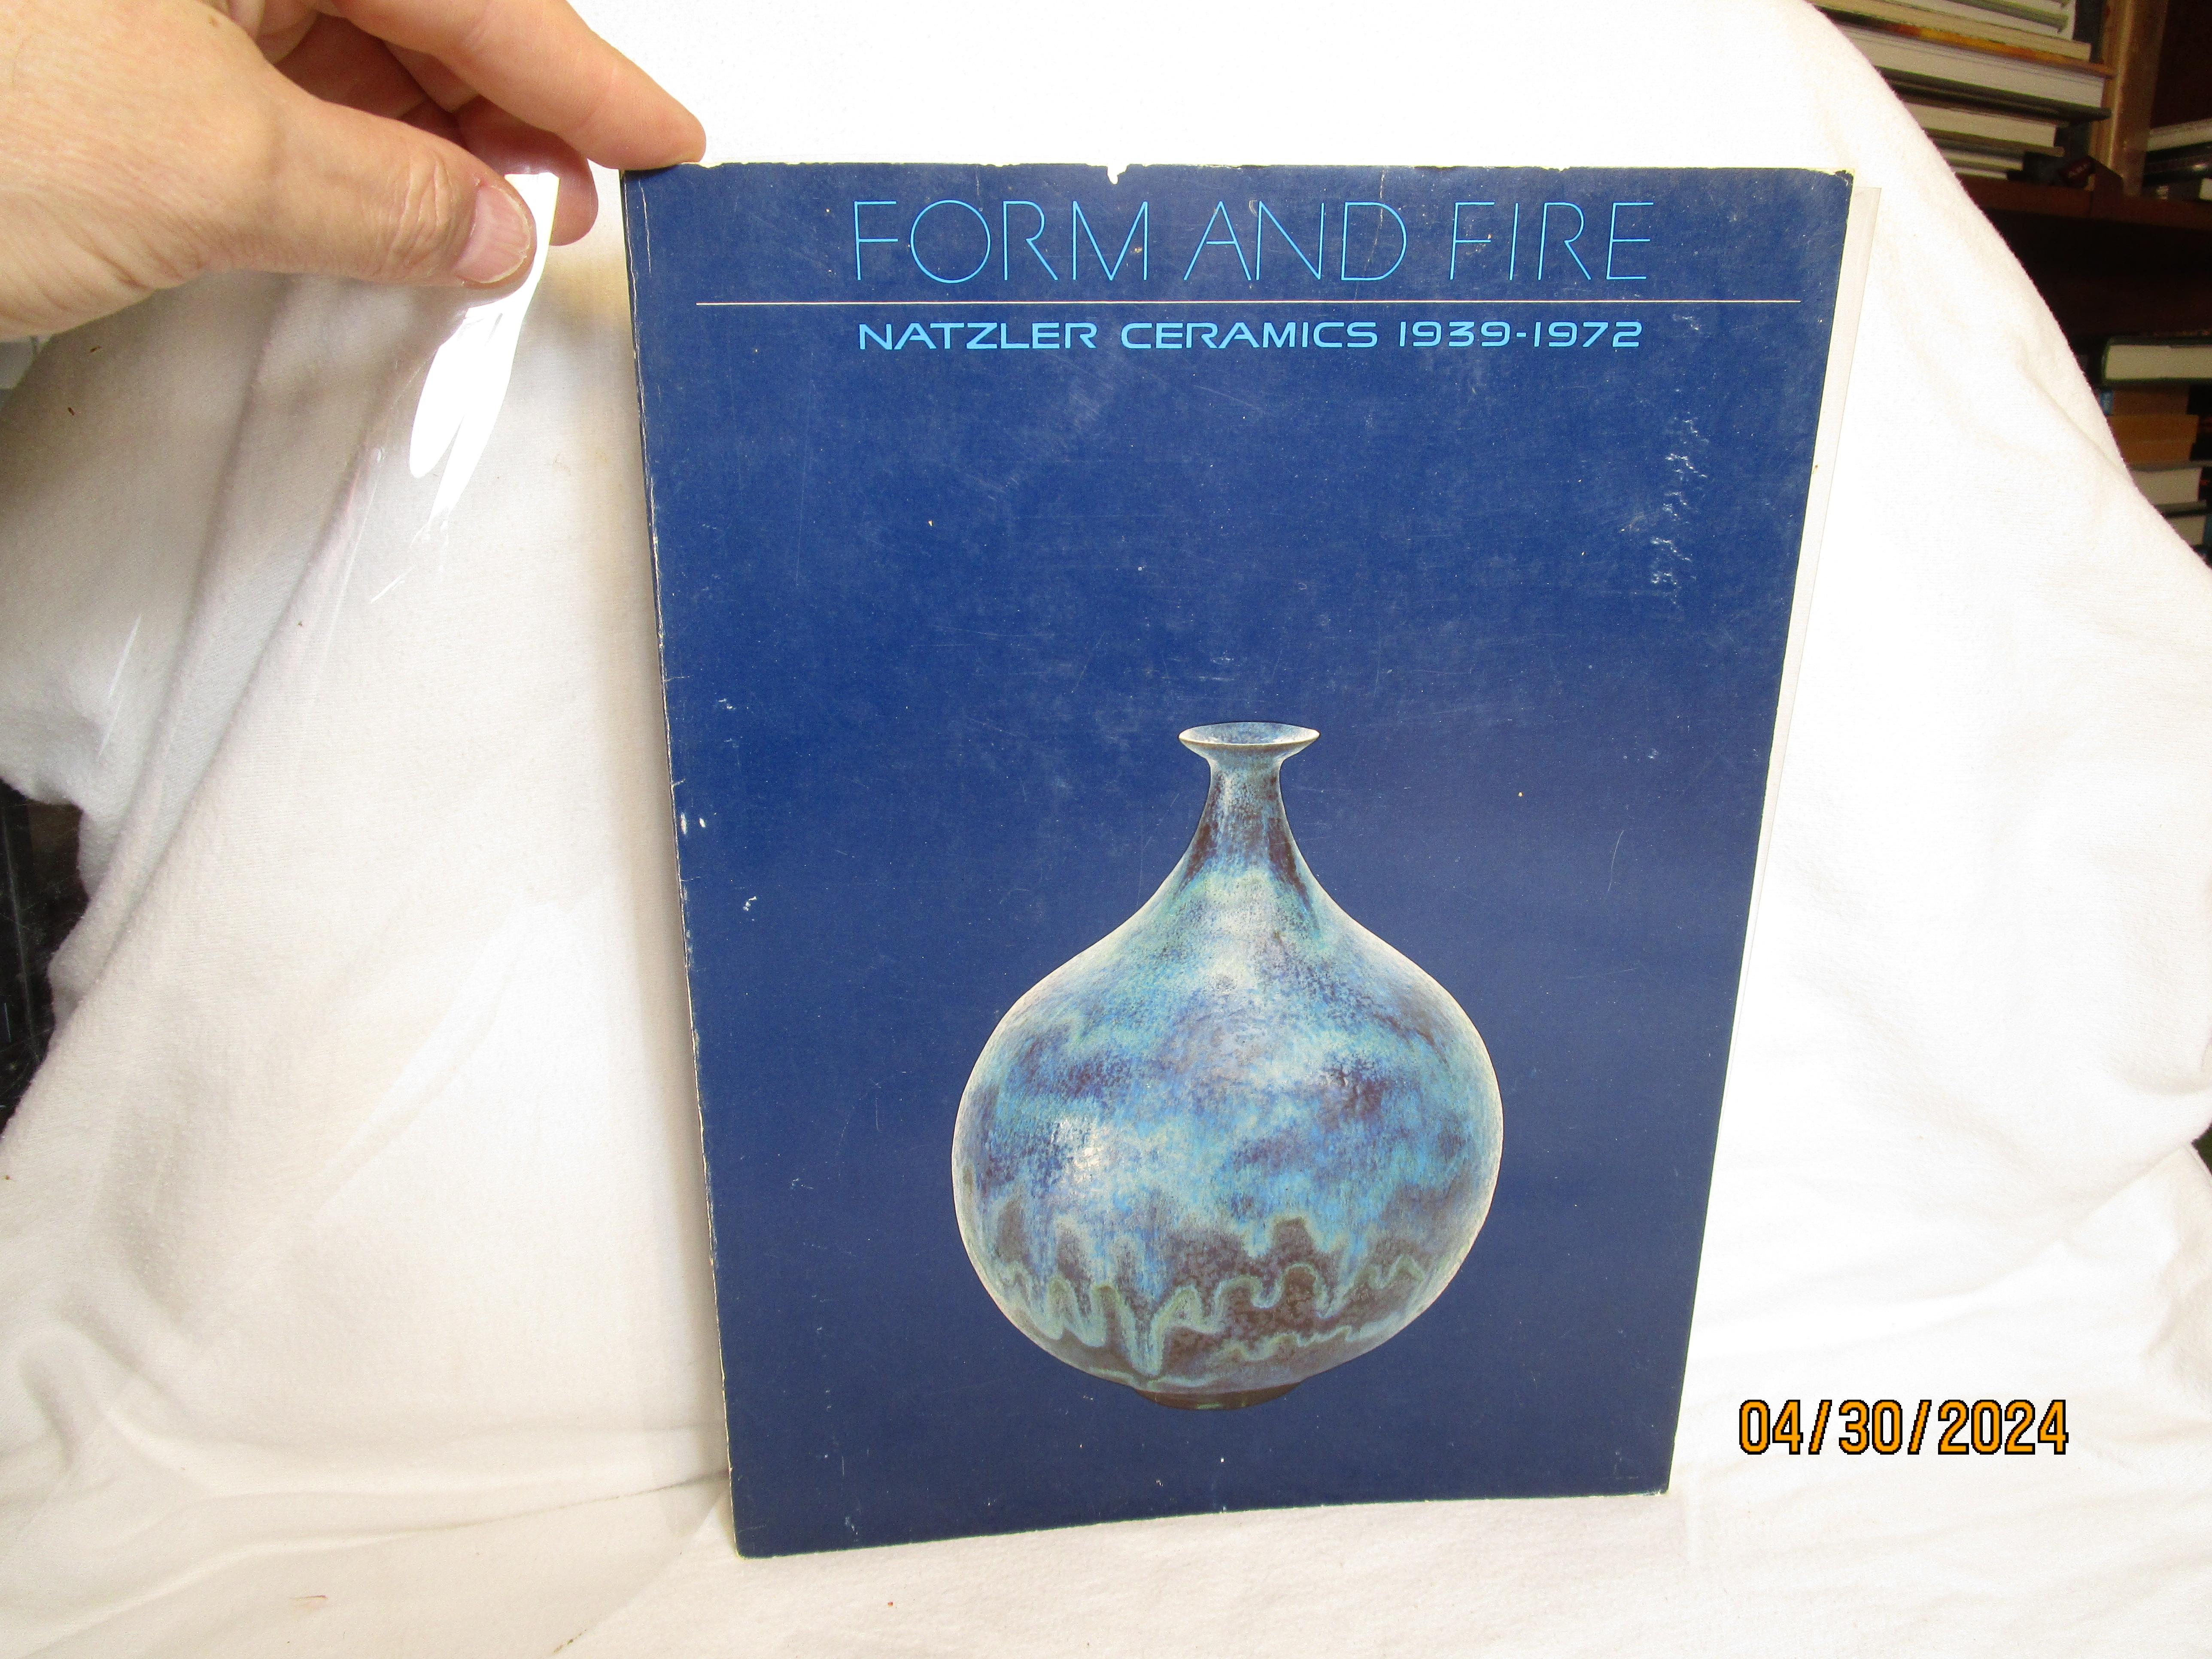 FORM AND FIRE
NATZLER CERAMICS 1939-1972
04/30/2024